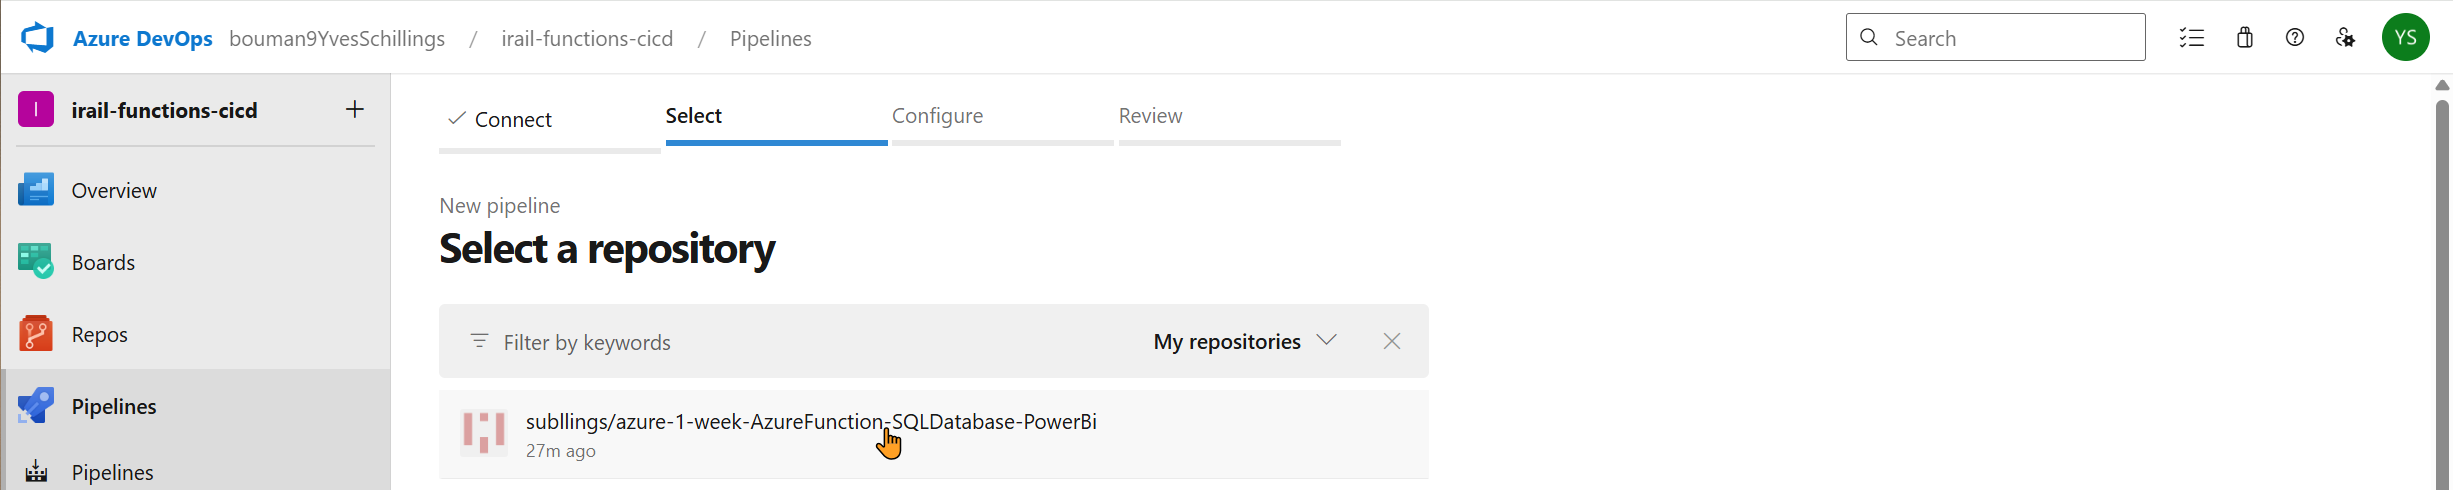 Azure DevOps bouman9YvesSchillings / irail-functions-cicd / Pipelines Search YS
I irail-functions-cicd +
Connect Select Configure Review
Overview
New pipeline
Select a repository
Boards
Repos
Filter by keywords My repositories
Pipelines
subllings/azure-1-week-AzureFunction-SQLDatabase-PowerBi
27m ago
Pipelines